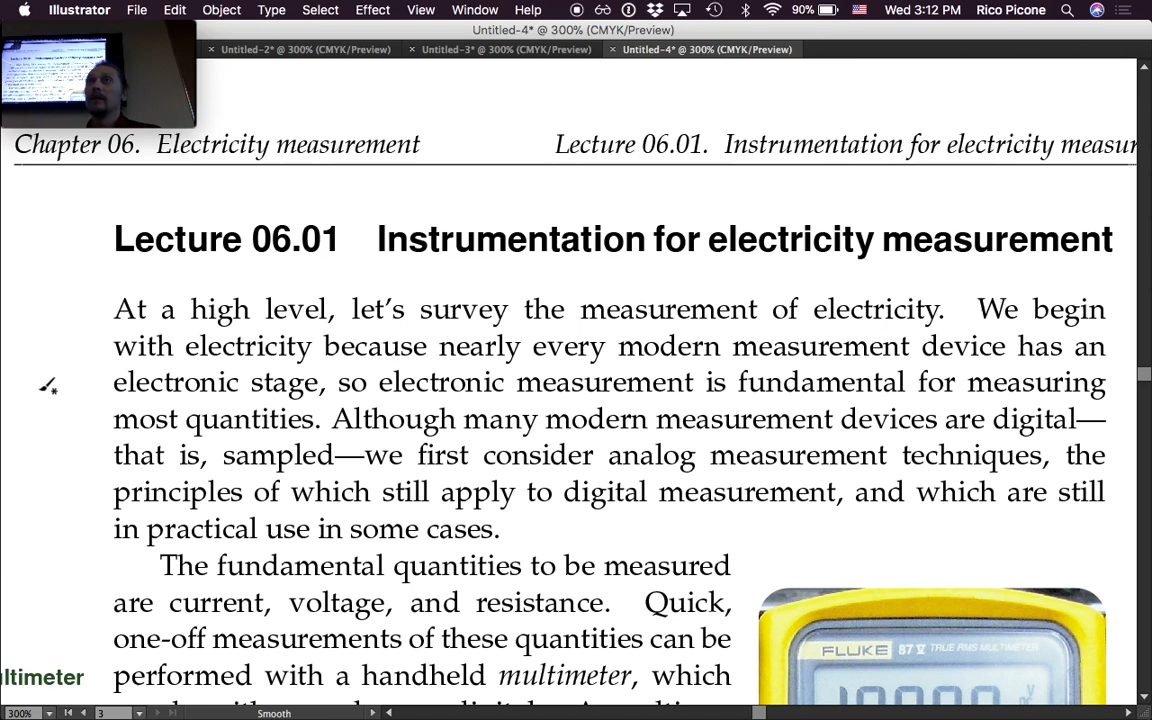 Illustrator File Edit Object Type Select Effect View Window Help 90% Wed 3:12 PM Rico Picone
Untitled-4* @ 300% (CMYK/Preview)
× Untitled-2* @ 300% (CMYK/Preview) × Untitled-3* @ 300% (CMYK/Preview) × Untitled-4* @ 300% (CMYK/Preview)
Chapter 06. Electricity measurement Lecture 06.01. Instrumentation for electricity measur
Lecture 06.01 Instrumentation for electricity measurement
At a high level, let's survey the measurement of electricity. We begin
with electricity because nearly every modern measurement device has an
electronic stage, so electronic measurement is fundamental for measuring
most quantities. Although many modern measurement devices are digital—
that is, sampled—we first consider analog measurement techniques, the
principles of which still apply to digital measurement, and which are still
in practical use in some cases.
The fundamental quantities to be measured
are current, voltage, and resistance. Quick,
one-off measurements of these quantities can be
performed with a handheld multimeter, which
ultimeter
FLUKE 87 V TRUE RMS MULTIMETER
300% 3 Smooth